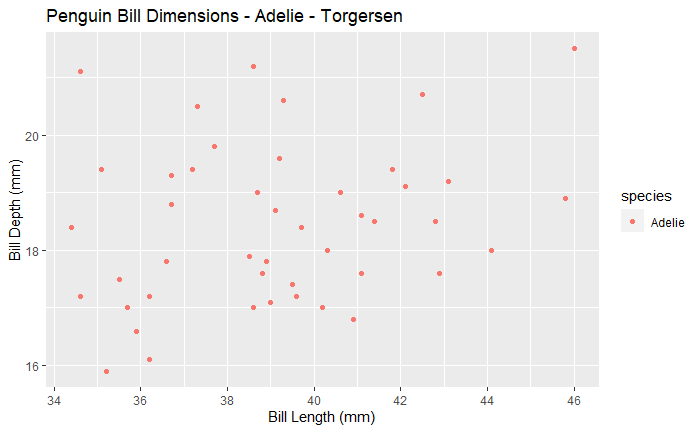 Penguin Bill Dimensions - Adelie - Torgersen
Bill Depth (mm)
20
18
16
34 36 38 40 42 44 46
Bill Length (mm)
species
Adelie